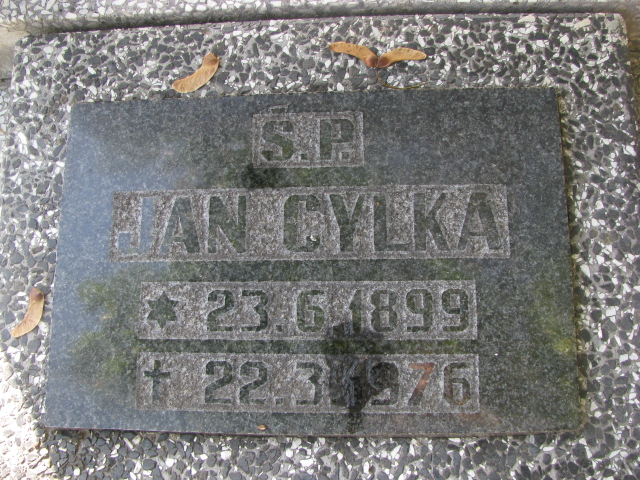 Ś.P.
JAN CYLKA
* 23.6.1899
† 22.3.1976